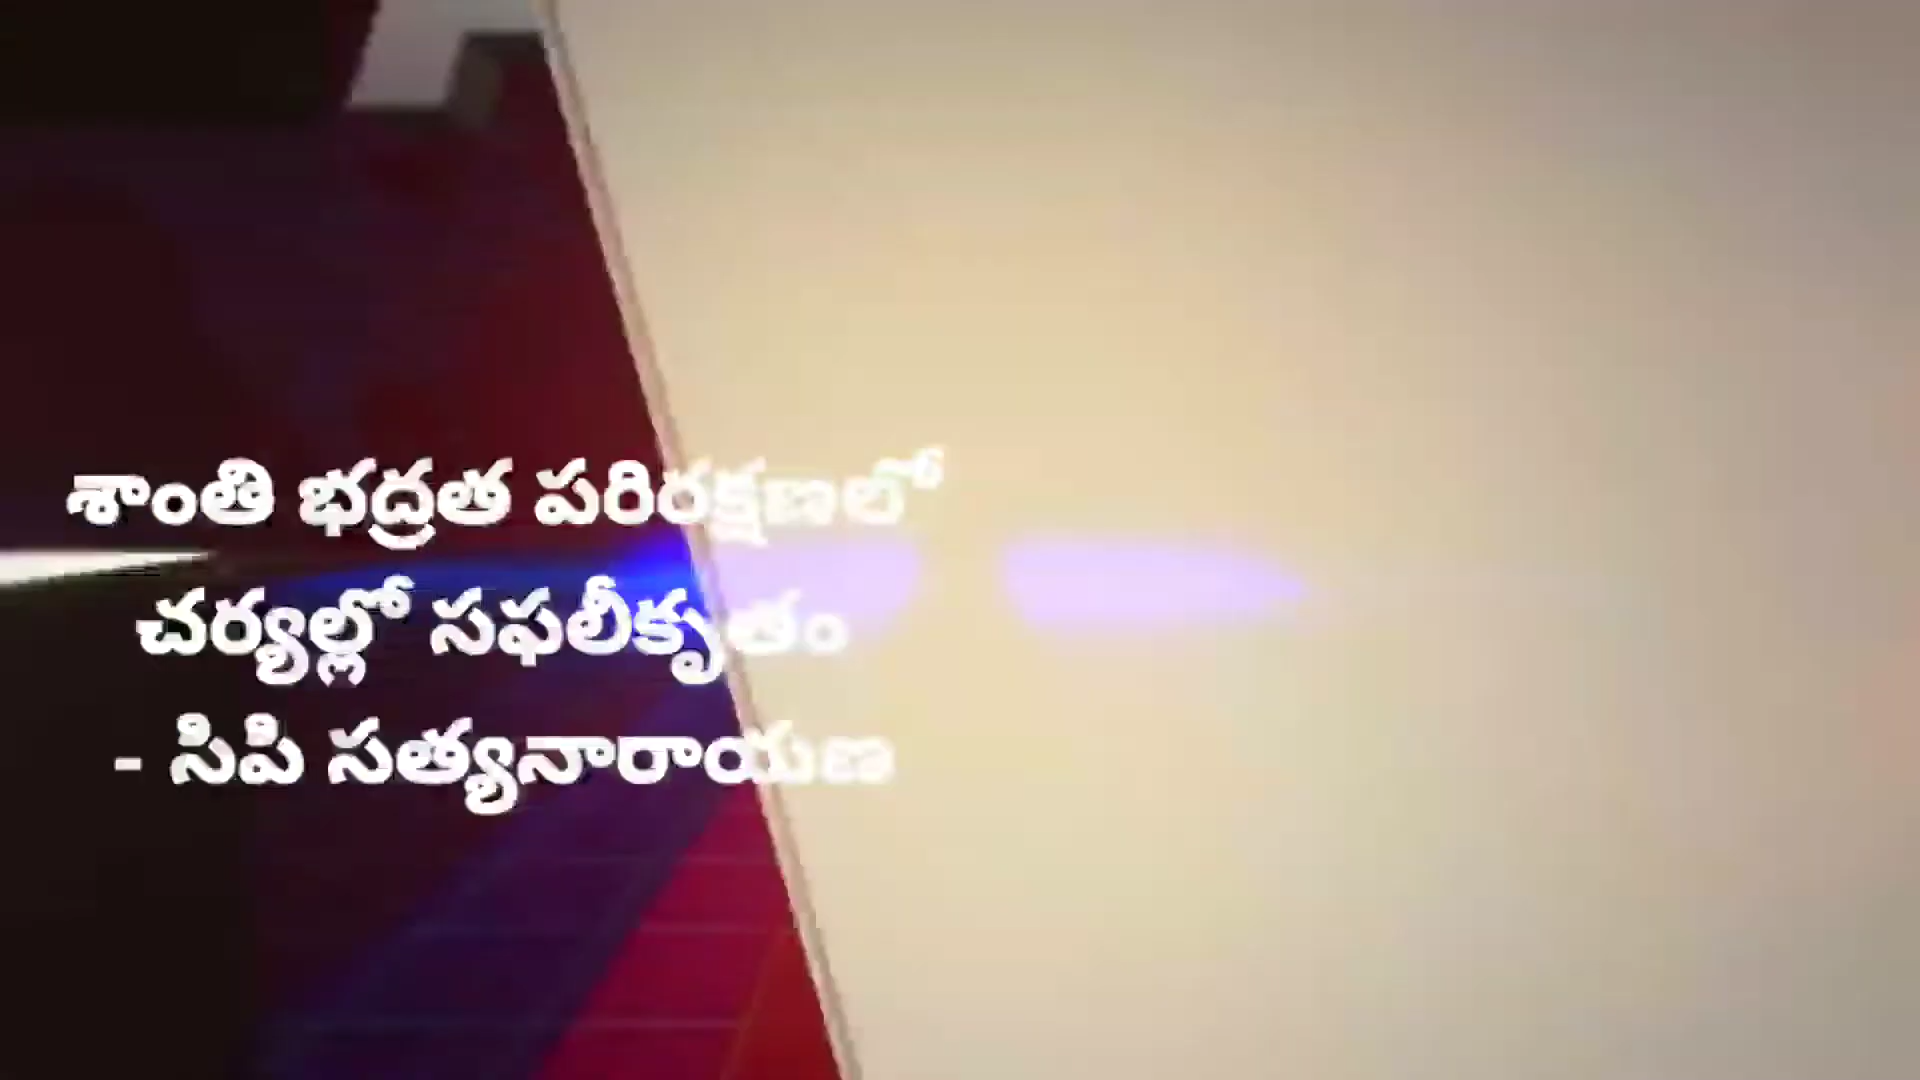 శాంతి భద్రత పరిరక్షణలో
చర్యల్లో సఫలీకృతం
- సిపి సత్యనారాయణ